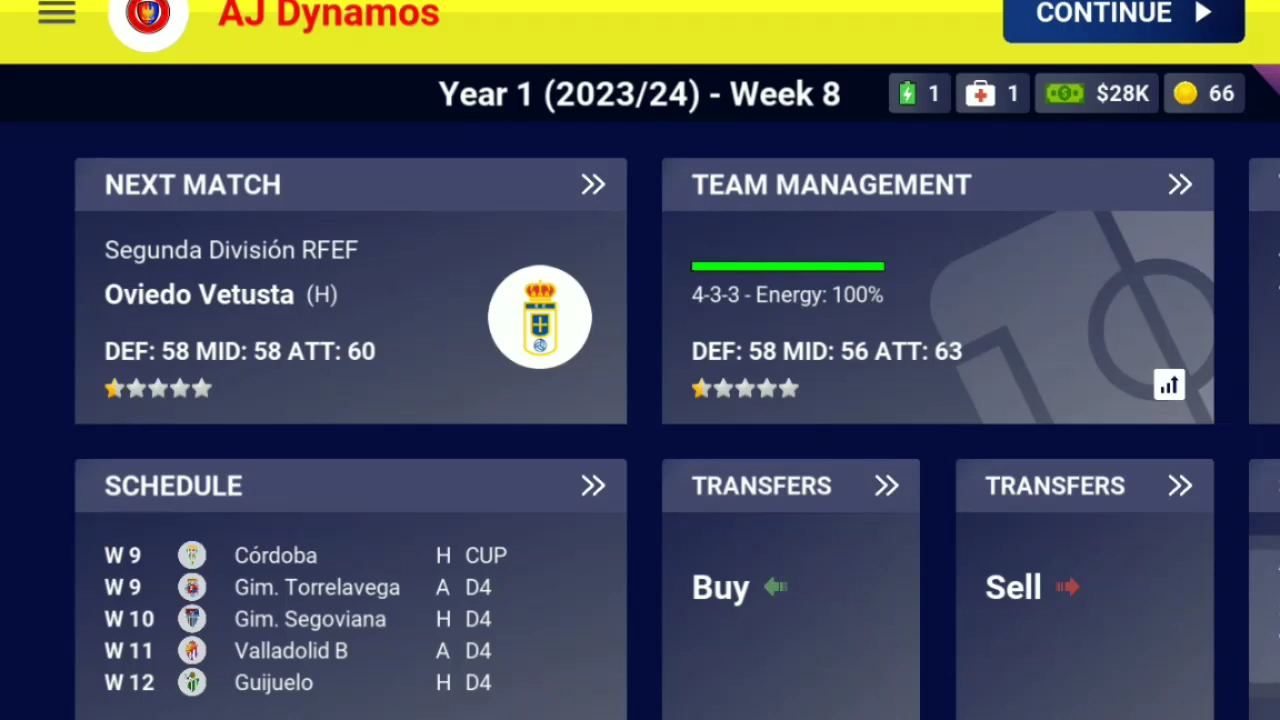 AJ Dynamos
CONTINUE
Year 1 (2023/24) - Week 8
1
1
$28K
66
NEXT MATCH
Segunda División RFEF
Oviedo Vetusta (H)
DEF: 58 MID: 58 ATT: 60
TEAM MANAGEMENT
4-3-3 - Energy: 100%
DEF: 58 MID: 56 ATT: 63
SCHEDULE
W 9 Córdoba H CUP
W 9 Gim. Torrelavega A D4
W 10 Gim. Segoviana H D4
W 11 Valladolid B A D4
W 12 Guijuelo H D4
TRANSFERS
Buy
TRANSFERS
Sell